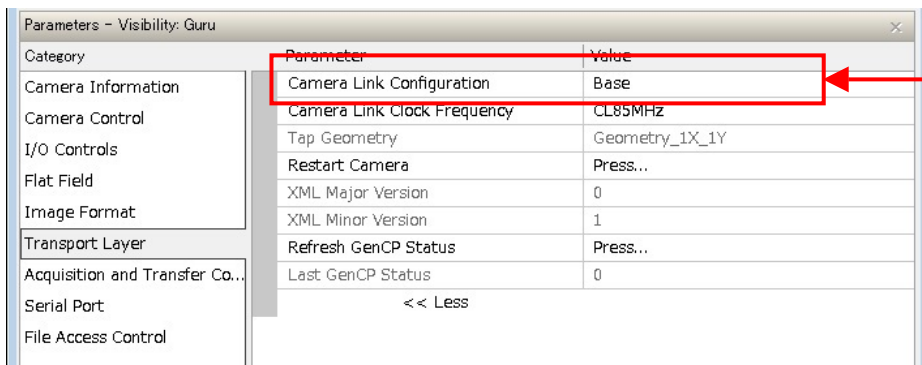 Parameters - Visibility: Guru
Category
Parameter Value
Camera Information
Camera Control
I/O Controls
Flat Field
Image Format
Transport Layer
Acquisition and Transfer Co...
Serial Port
File Access Control
Camera Link Configuration Base
Camera Link Clock Frequency CL85MHz
Tap Geometry Geometry_1X_1Y
Restart Camera Press...
XML Major Version 0
XML Minor Version 1
Refresh GenCP Status Press...
Last GenCP Status 0
<< Less